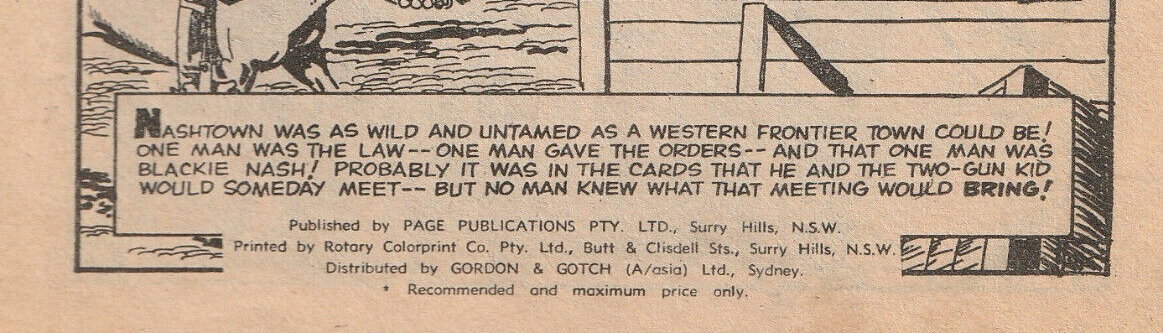 NASHTOWN WAS AS WILD AND UNTAMED AS A WESTERN FRONTIER TOWN COULD BE!
ONE MAN WAS THE LAW--ONE MAN GAVE THE ORDERS--AND THAT ONE MAN WAS
BLACKIE NASH! PROBABLY IT WAS IN THE CARDS THAT HE AND THE TWO-GUN KID
WOULD SOMEDAY MEET-- BUT NO MAN KNEW WHAT THAT MEETING WOULD BRING!
Published by PAGE PUBLICATIONS PTY. LTD., Surry Hills, N.S.W.
Printed by Rotary Colorprint Co. Pty. Ltd., Butt & Clisdell Sts., Surry Hills, N.S.W.
Distributed by GORDON & GOTCH (A/asia) Ltd., Sydney.
* Recommended and maximum price only.